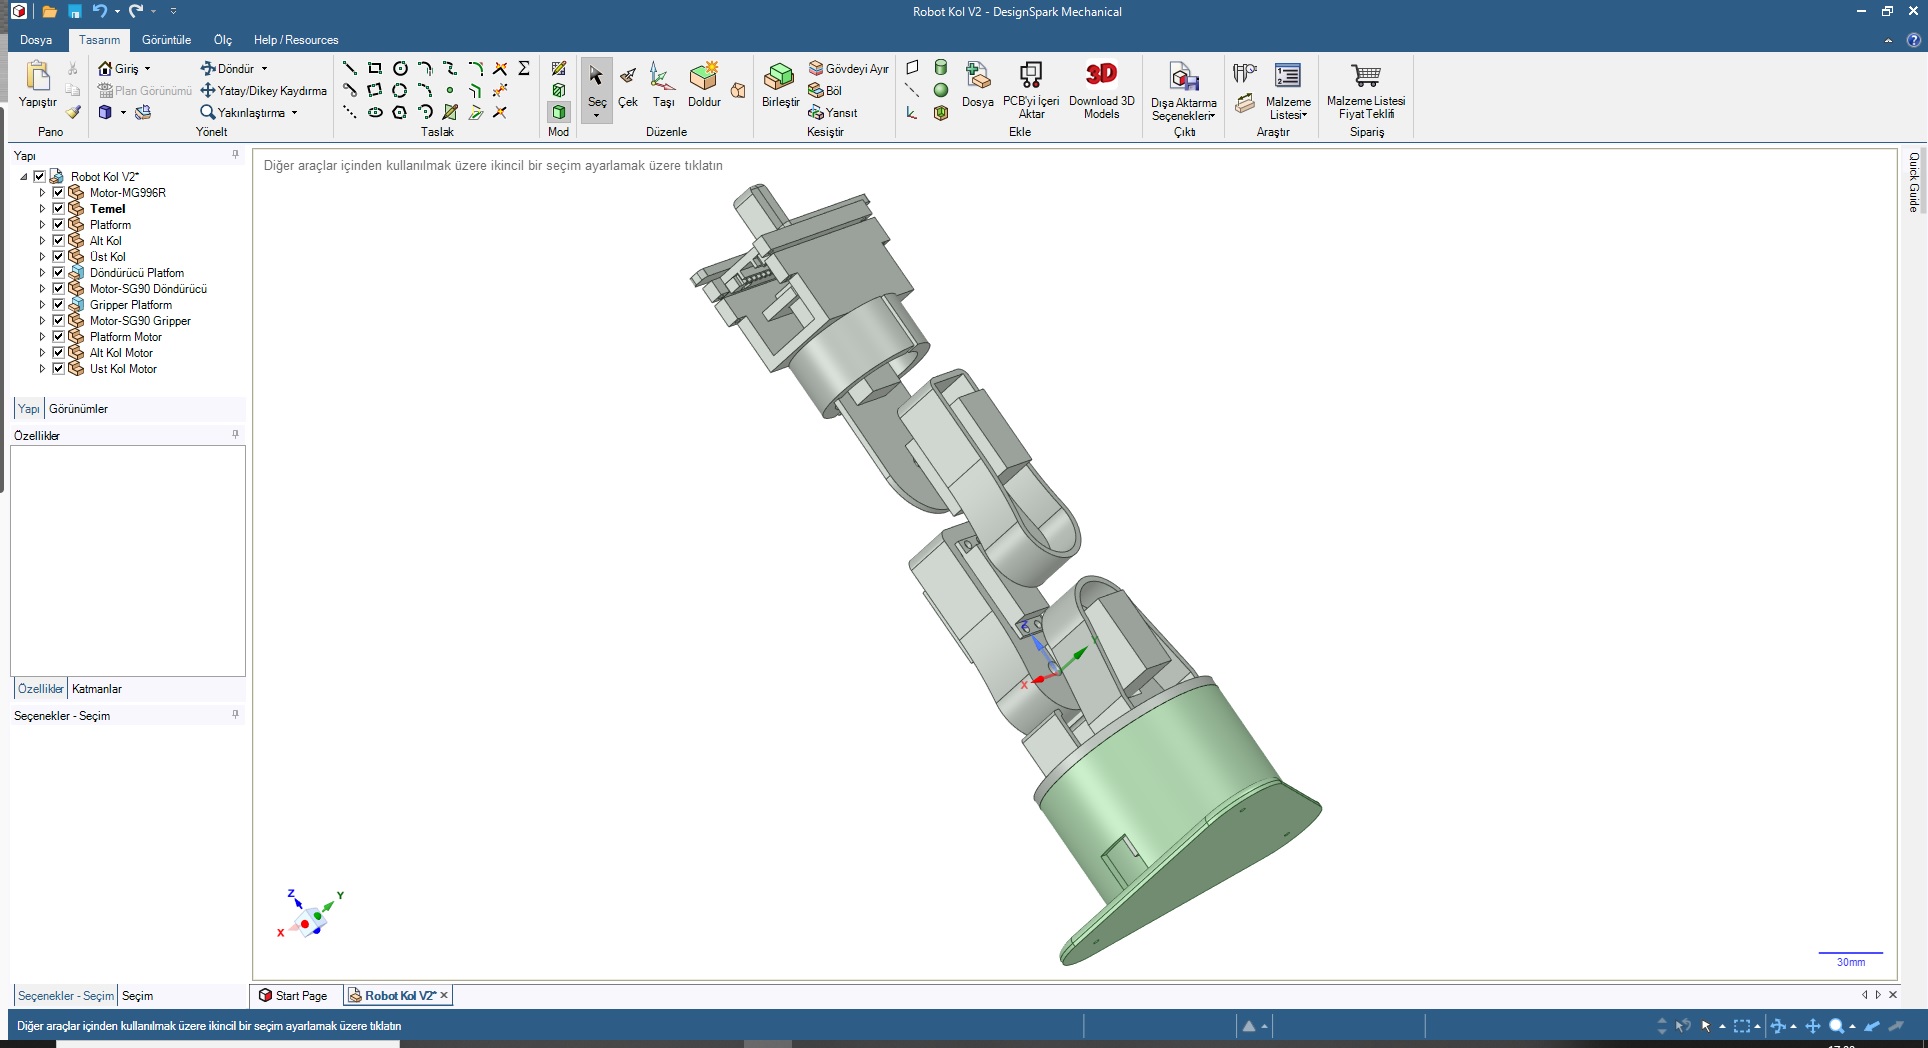 Robot Kol V2 - DesignSpark Mechanical
Dosya Tasarım Görüntüle Ölç Help / Resources
Yapıştır
Pano
Giriş
Plan Görünümü
Döndür
Yatay/Dikey Kaydırma
Yakınlaştırma
Yönelt
Taslak
Mod
Seç
Çek
Taşı
Doldur
Düzenle
Birleştir
Gövdeyi Ayır
Böl
Yansıt
Kesiştir
Dosya
PCB'yi İçeri Aktar
3D
Download 3D Models
Ekle
Dışa Aktarma Seçenekleri
Çıktı
Malzeme Listesi
Araştır
Malzeme Listesi Fiyat Teklifi
Sipariş
Yapı
Robot Kol V2*
Motor-MG996R
Temel
Platform
Alt Kol
Üst Kol
Döndürücü Platfom
Motor-SG90 Döndürücü
Gripper Platform
Motor-SG90 Gripper
Platform Motor
Alt Kol Motor
Ust Kol Motor
Yapı Görünümler
Özellikler
Özellikler Katmanlar
Seçenekler - Seçim
Seçenekler - Seçim Seçim
Diğer araçlar içinden kullanılmak üzere ikincil bir seçim ayarlamak üzere tıklatın
Quick Guide
Z
Y
X
Z
Y
X
30mm
Start Page Robot Kol V2*
Diğer araçlar içinden kullanılmak üzere ikincil bir seçim ayarlamak üzere tıklatın